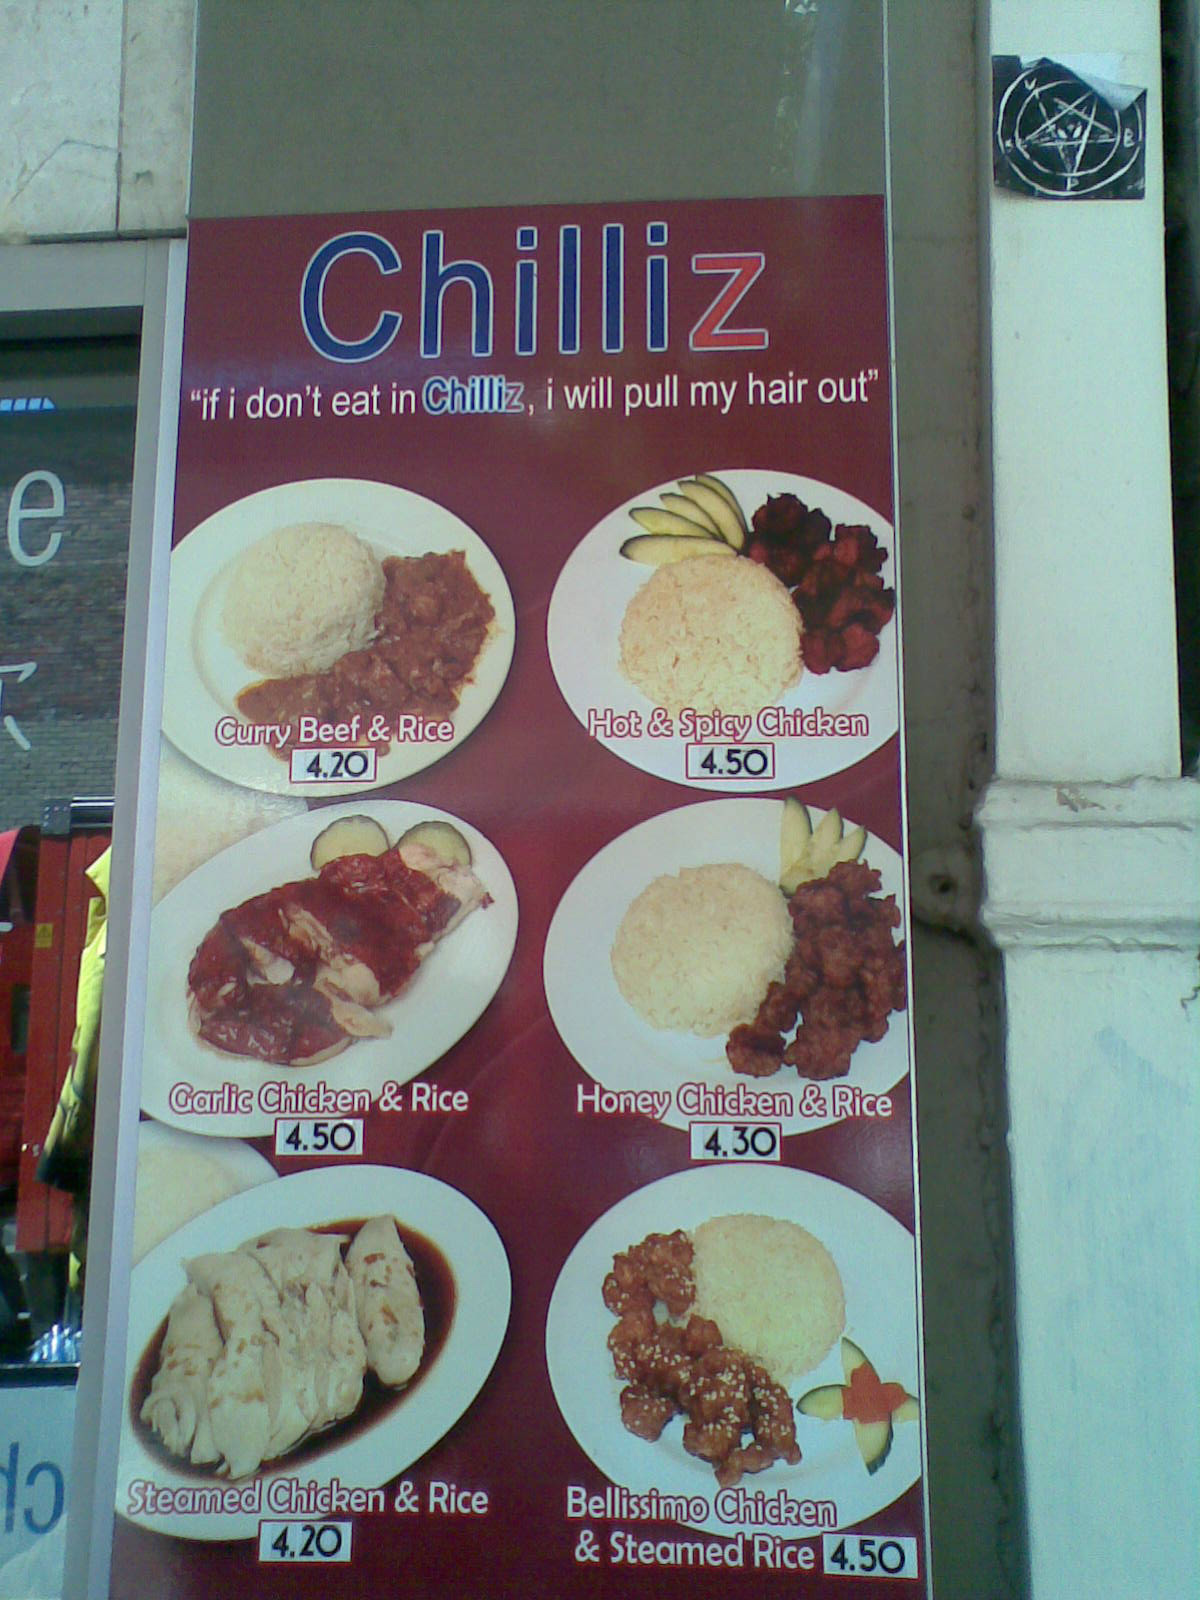 Chilliz
"if i don't eat in Chilliz, i will pull my hair out"
Curry Beef & Rice
4.20
Hot & Spicy Chicken
4.50
Garlic Chicken & Rice
4.50
Honey Chicken & Rice
4.30
Steamed Chicken & Rice
4.20
Bellissimo Chicken
& Steamed Rice 4.50
e